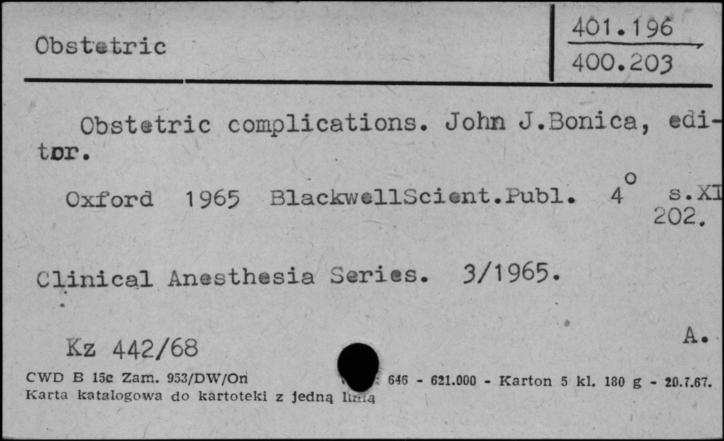 Obstetric
401.196
400.203
Obstetric complications. John J.Bonica, edi-
tor.
Oxford 1965 BlackwellScient.Publ. 4° s.XI
202.
Clinical Anesthesia Series. 3/1965.
Kz 442/68
A.
CWD B 15c Zam. 953/DW/On 646 - 621.000 - Karton 5 kl. 180 g - 20.7.67.
Karta katalogowa do kartoteki z jedną linią